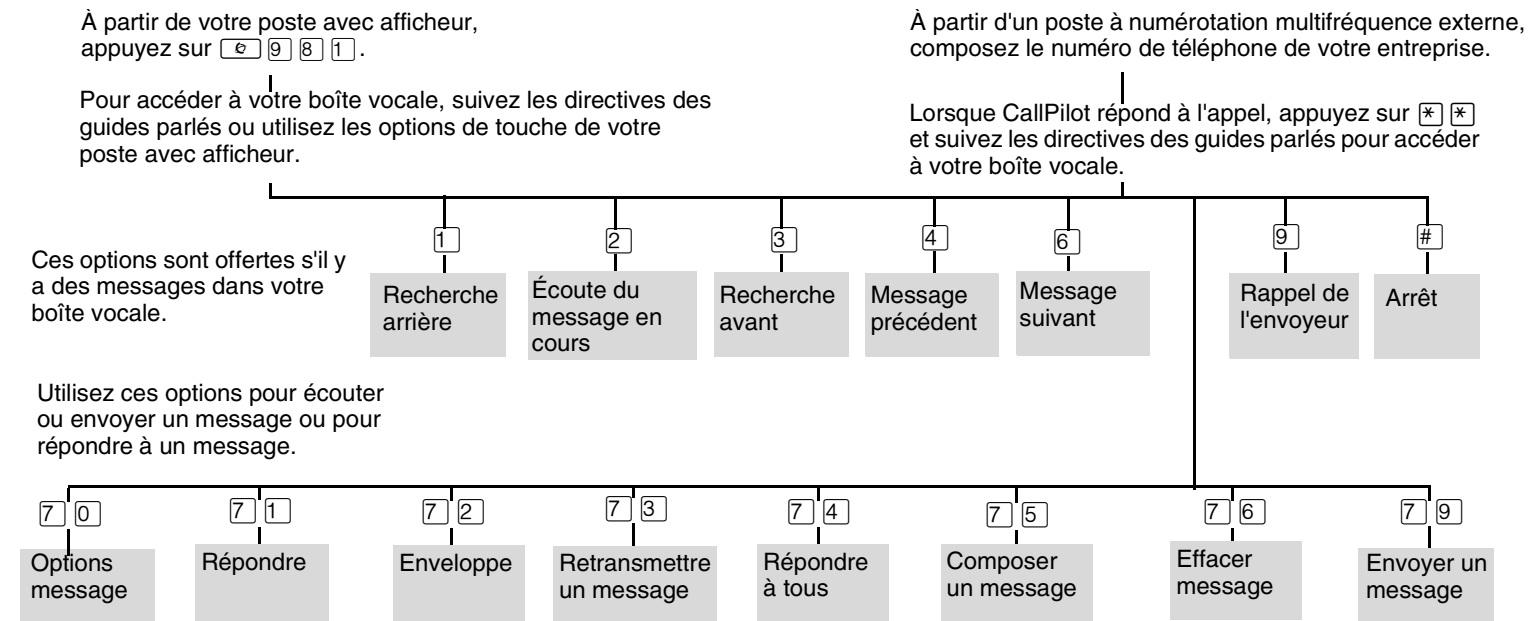 À partir de votre poste avec afficheur,
appuyez sur 9 8 1 .
Pour accéder à votre boîte vocale, suivez les directives des
guides parlés ou utilisez les options de touche de votre
poste avec afficheur.
À partir d'un poste à numérotation multifréquence externe,
composez le numéro de téléphone de votre entreprise.
Lorsque CallPilot répond à l'appel, appuyez sur * *
et suivez les directives des guides parlés pour accéder
à votre boîte vocale.
Ces options sont offertes s'il y
a des messages dans votre
boîte vocale.
1
Recherche
arrière
2
Écoute du
message en
cours
3
Recherche
avant
4
Message
précédent
6
Message
suivant
9
Rappel de
l'envoyeur
#
Arrêt
Utilisez ces options pour écouter
ou envoyer un message ou pour
répondre à un message.
7 0
Options
message
7 1
Répondre
7 2
Enveloppe
7 3
Retransmettre
un message
7 4
Répondre
à tous
7 5
Composer
un message
7 6
Effacer
message
7 9
Envoyer un
message